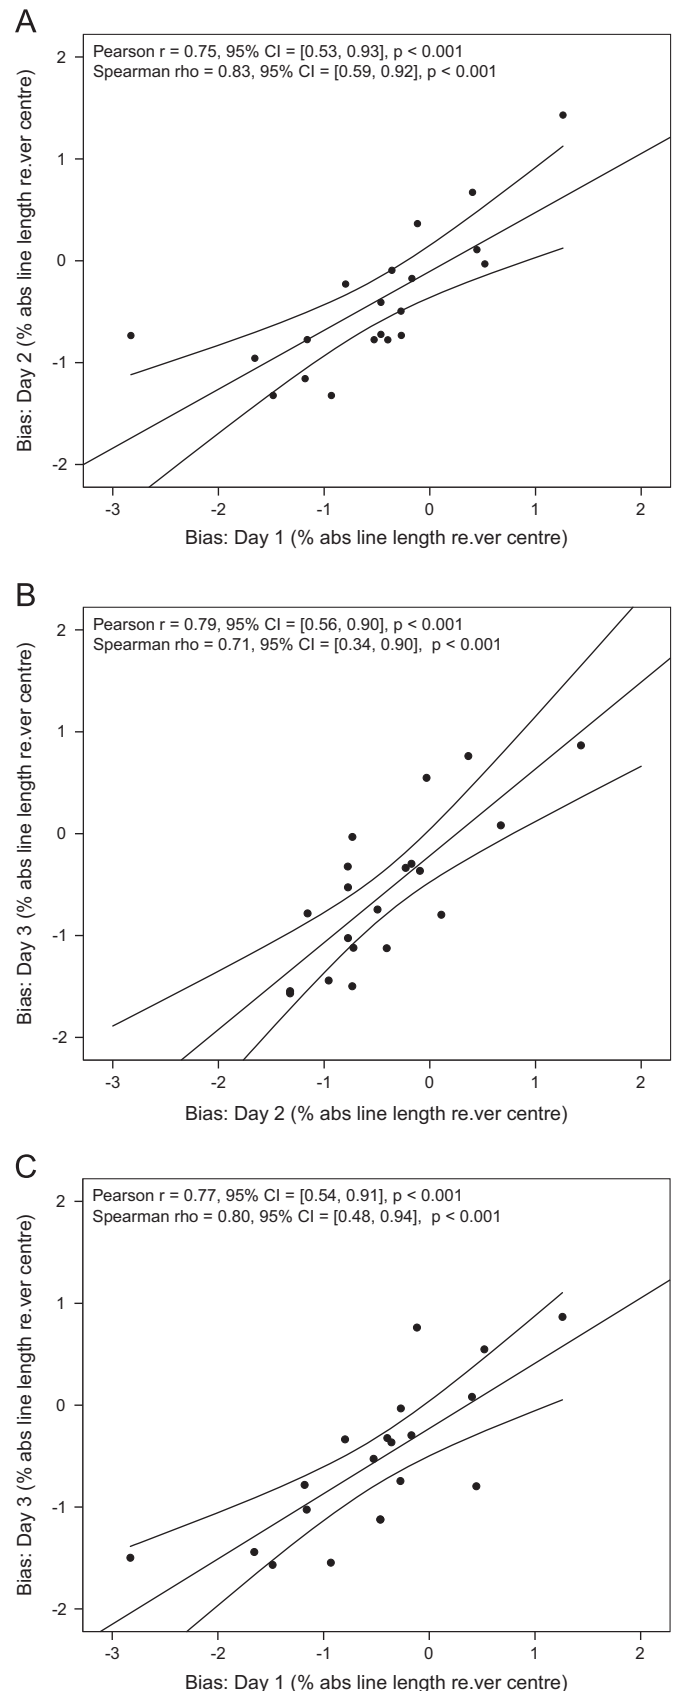 A
Pearson r = 0.75, 95% CI = [0.53, 0.93], p < 0.001
Spearman rho = 0.83, 95% CI = [0.59, 0.92], p < 0.001
Bias: Day 2 (% abs line length re.ver centre)
2
1
0
-1
-2
-3 -2 -1 0 1 2
Bias: Day 1 (% abs line length re.ver centre)
B
Pearson r = 0.79, 95% CI = [0.56, 0.90], p < 0.001
Spearman rho = 0.71, 95% CI = [0.34, 0.90], p < 0.001
Bias: Day 3 (% abs line length re.ver centre)
2
1
0
-1
-2
-3 -2 -1 0 1 2
Bias: Day 2 (% abs line length re.ver centre)
C
Pearson r = 0.77, 95% CI = [0.54, 0.91], p < 0.001
Spearman rho = 0.80, 95% CI = [0.48, 0.94], p < 0.001
Bias: Day 3 (% abs line length re.ver centre)
2
1
0
-1
-2
-3 -2 -1 0 1 2
Bias: Day 1 (% abs line length re.ver centre)